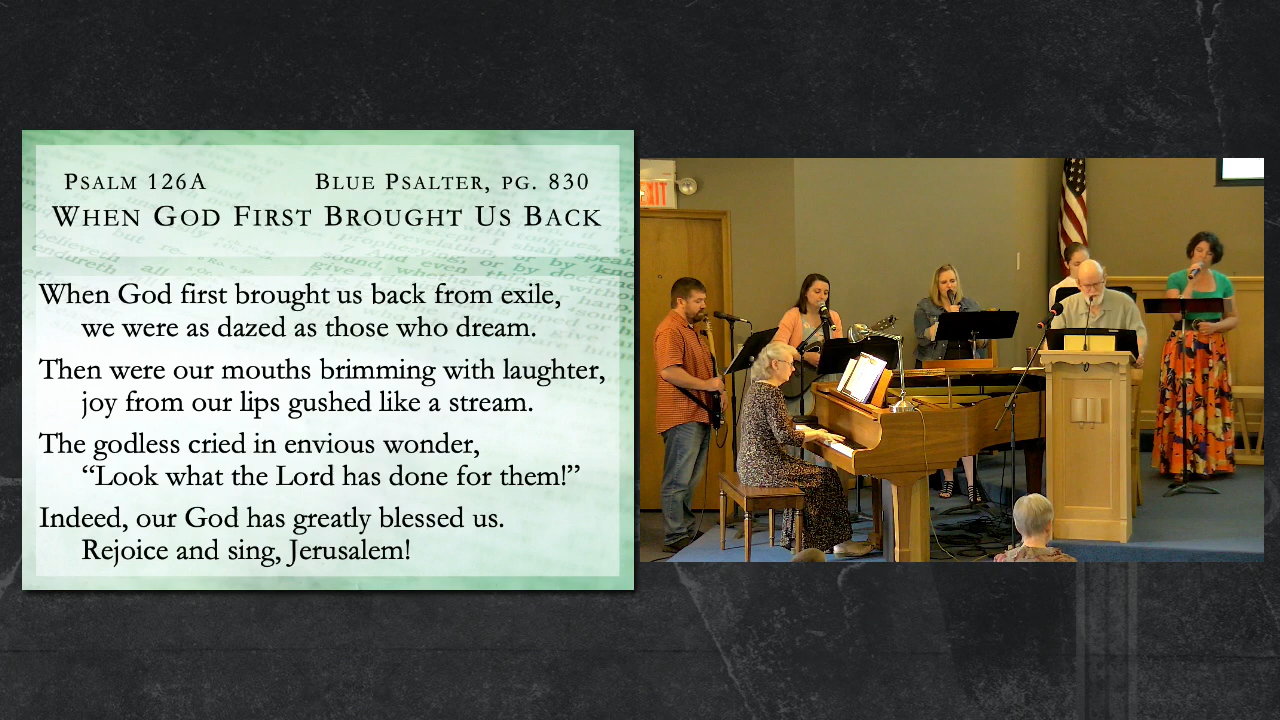 PSALM 126A BLUE PSALTER, PG. 830
WHEN GOD FIRST BROUGHT US BACK
When God first brought us back from exile,
we were as dazed as those who dream.
Then were our mouths brimming with laughter,
joy from our lips gushed like a stream.
The godless cried in envious wonder,
“Look what the Lord has done for them!”
Indeed, our God has greatly blessed us.
Rejoice and sing, Jerusalem!
EXIT